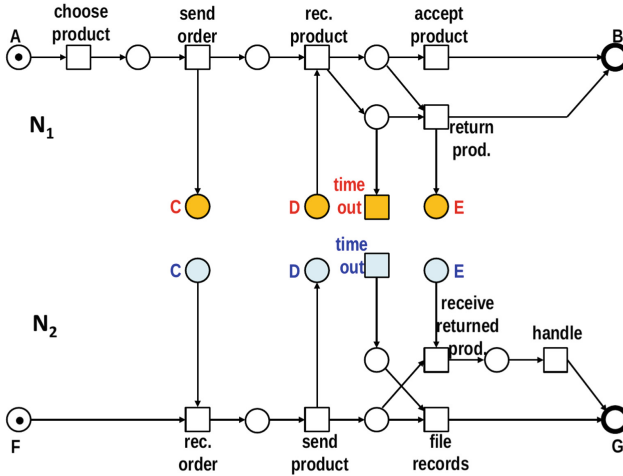 choose
product
send
order
rec.
product
accept
product
A
B
N1
return
prod.
time
out
C
D
E
time
out
C
D
E
N2
receive
returned
prod.
handle
F
rec.
order
send
product
file
records
G